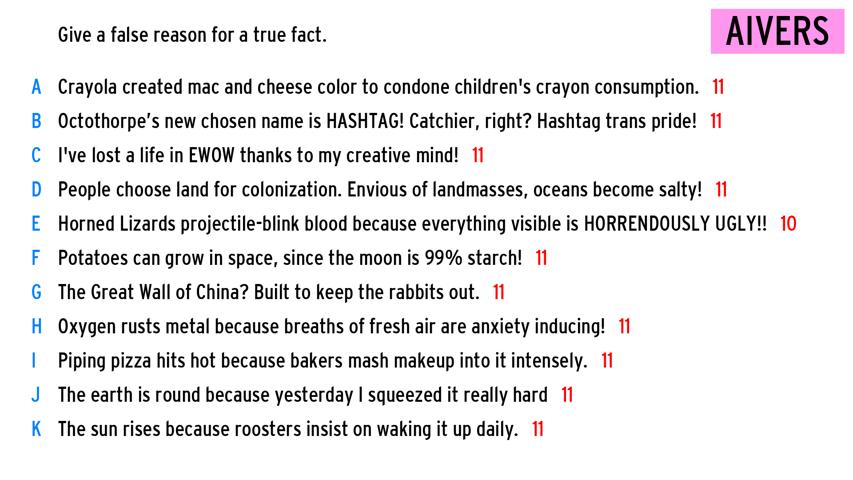 Give a false reason for a true fact.
AIVERS
A Crayola created mac and cheese color to condone children's crayon consumption. 11
B Octothorpe’s new chosen name is HASHTAG! Catchier, right? Hashtag trans pride! 11
C I've lost a life in EWOW thanks to my creative mind! 11
D People choose land for colonization. Envious of landmasses, oceans become salty! 11
E Horned Lizards projectile-blink blood because everything visible is HORRENDOUSLY UGLY!! 10
F Potatoes can grow in space, since the moon is 99% starch! 11
G The Great Wall of China? Built to keep the rabbits out. 11
H Oxygen rusts metal because breaths of fresh air are anxiety inducing! 11
I Piping pizza hits hot because bakers mash makeup into it intensely. 11
J The earth is round because yesterday I squeezed it really hard 11
K The sun rises because roosters insist on waking it up daily. 11